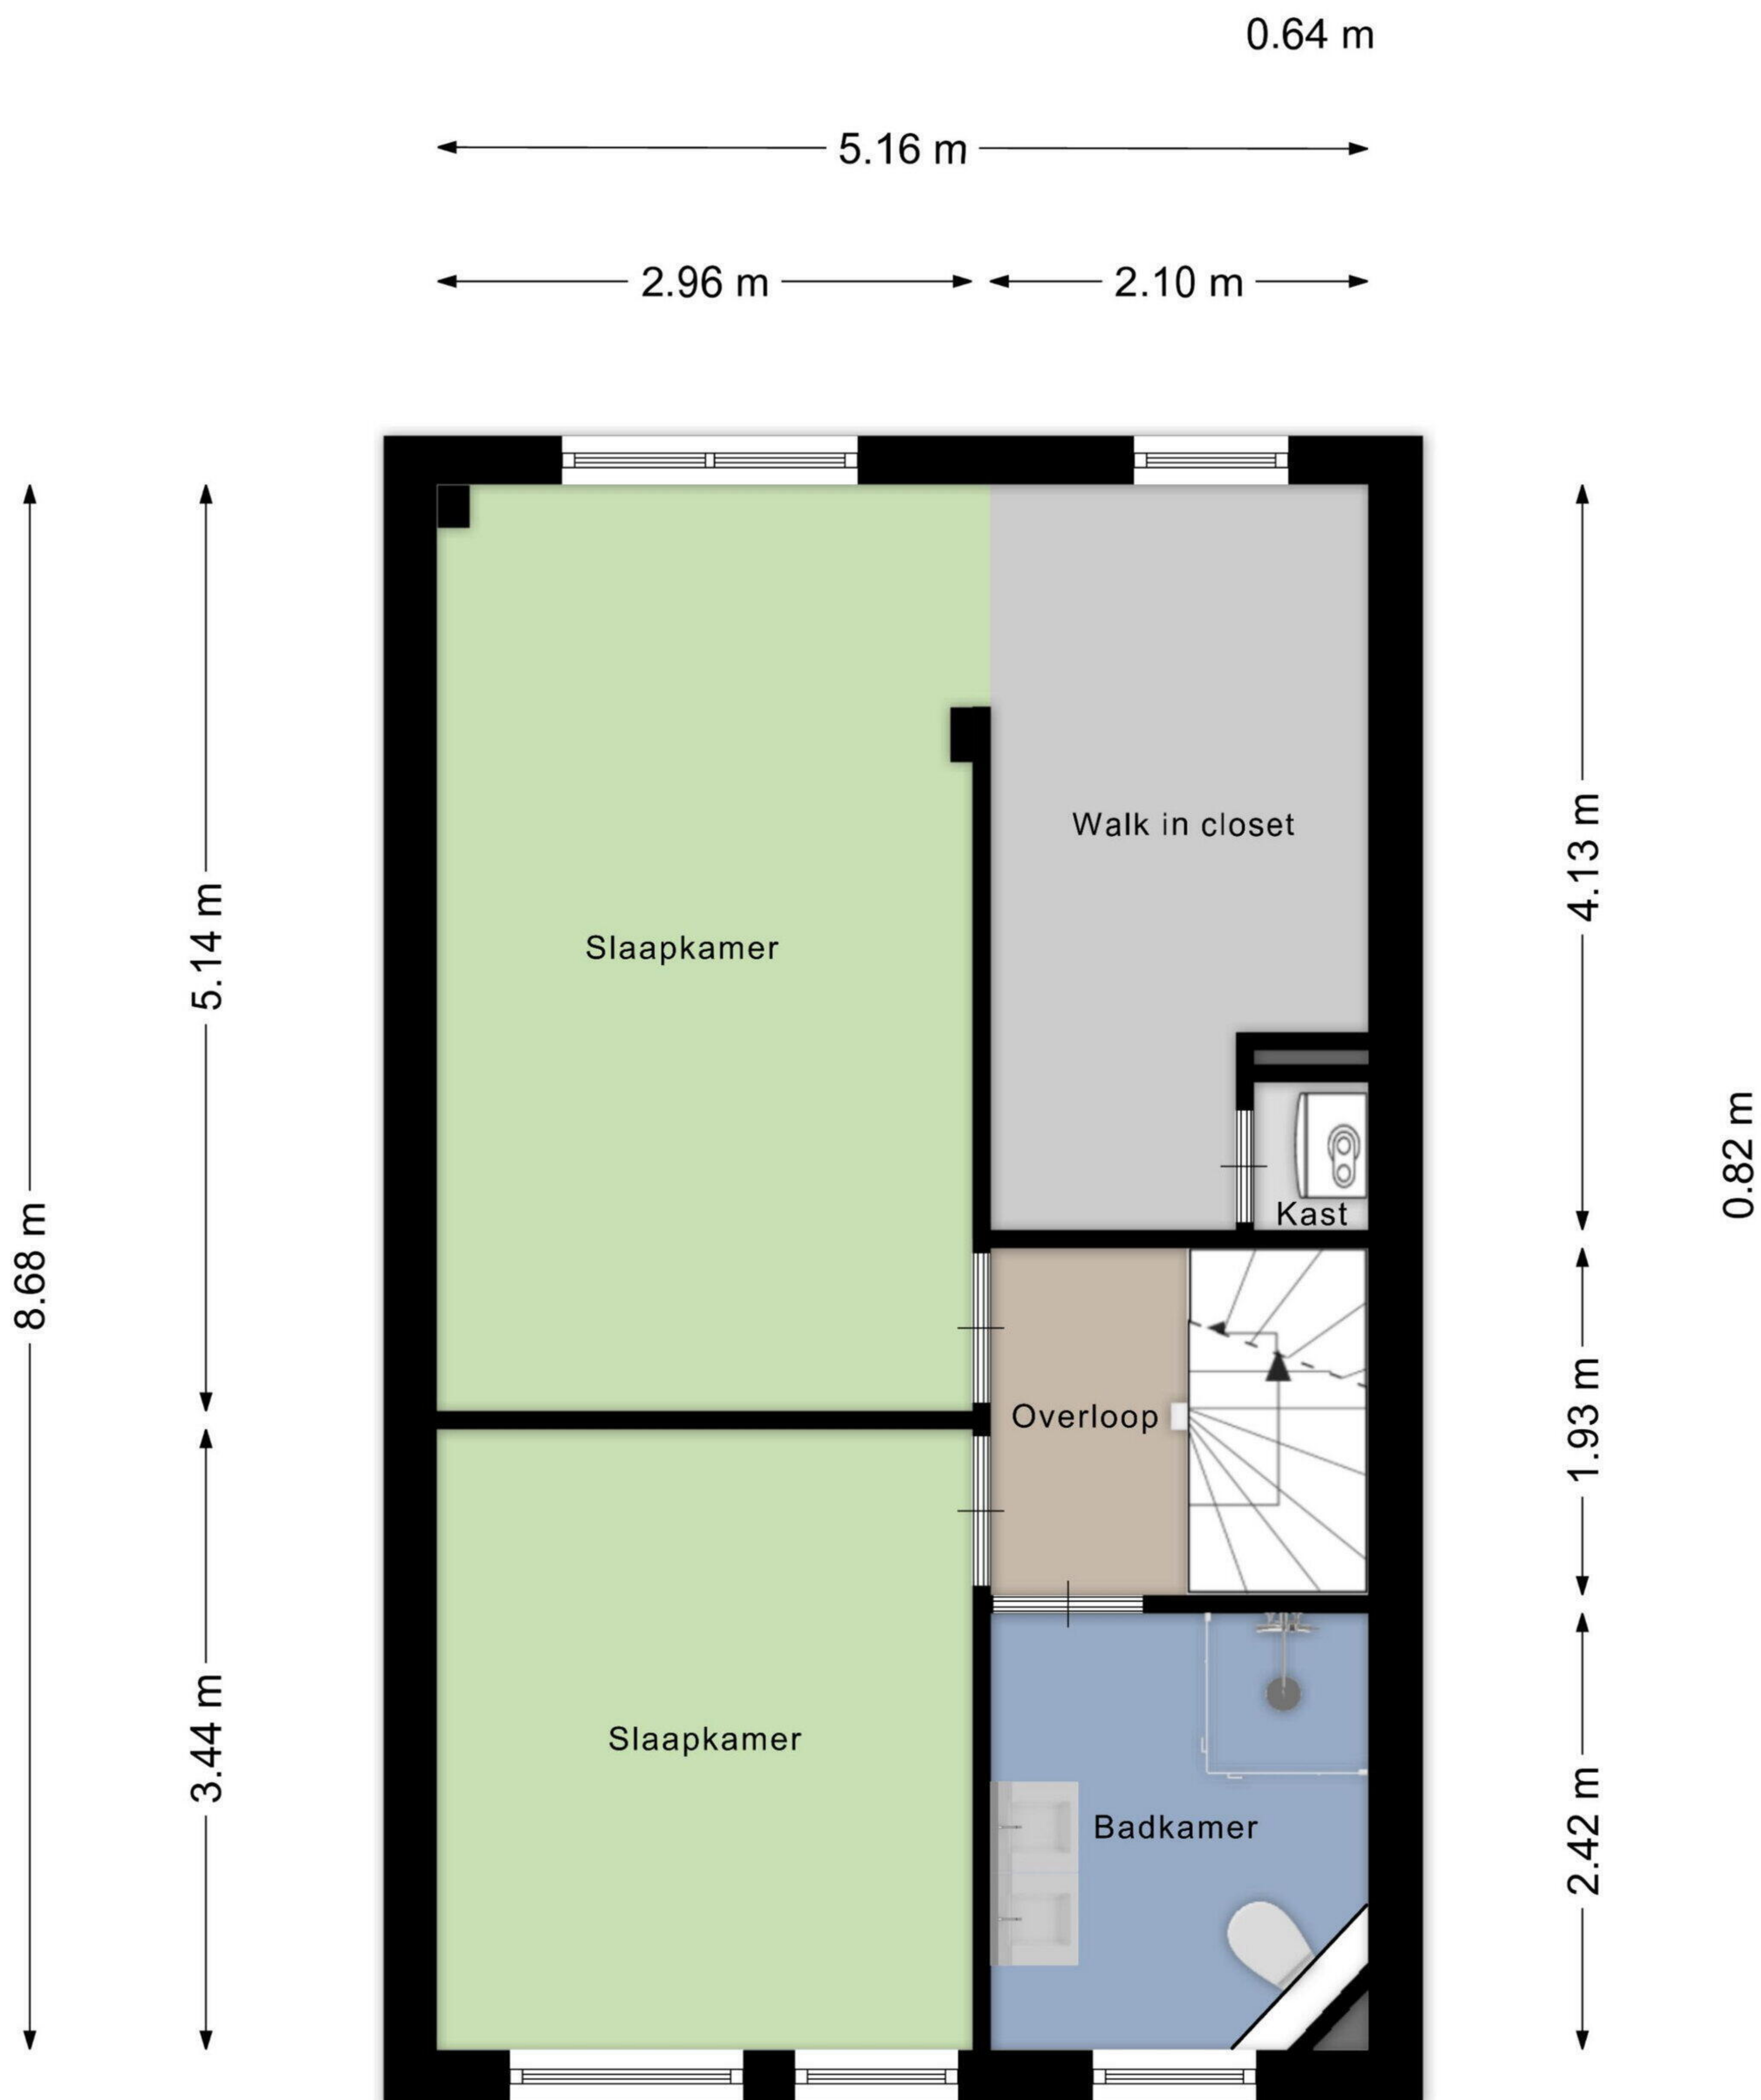 0.64 m
5.16 m
2.96 m
2.10 m
Walk in closet
4.13 m
Slaapkamer
5.14 m
0.82 m
Kast
8.68 m
Overloop
1.93 m
Slaapkamer
3.44 m
Badkamer
2.42 m